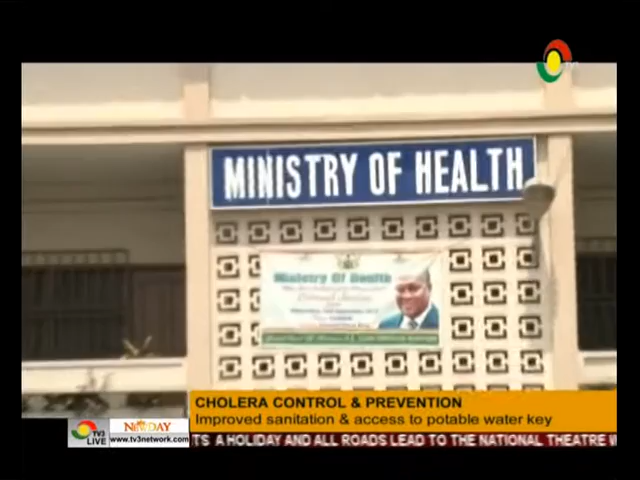 MINISTRY OF HEALTH
Ministry Of Health
CHOLERA CONTROL & PREVENTION
Improved sanitation & access to potable water key
TV3
LIVE
NEWDAY
www.tv3network.com
TS A HOLIDAY AND ALL ROADS LEAD TO THE NATIONAL THEATRE W